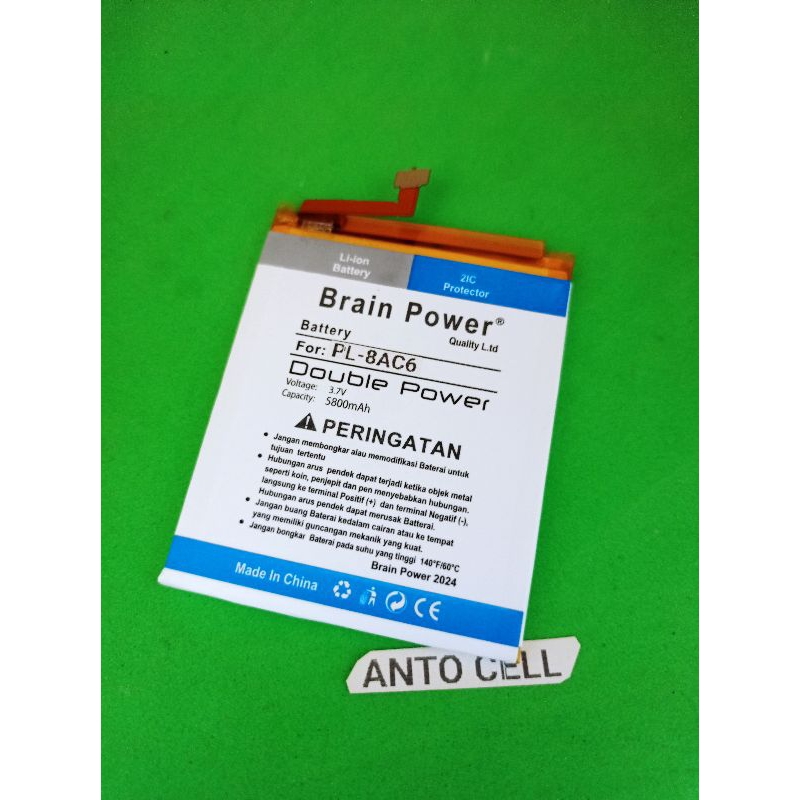 Li-ion
Battery
2IC
Protector
Brain Power®
Quality L.td
Battery
For: PL-8AC6
Double Power
Voltage: 3.7V
Capacity: 5800mAh
PERINGATAN
• Jangan membongkar alau memodifikasi Baterai untuk
tujuan tertentu
• Hubungan arus pendek dapat terjadi ketika objek metal
seperti koin, penjepit dan pen menyebabkan hubungan.
langsung ke terminal Positif (+) dan terminal Negatif (-),
Hubungan arus pendek dapat merusak Batterai.
• Jangan buang Baterai kedalam cairan atau ke tempat
yang memiliki guncangan mekanik yang kuat.
• Jangan bongkar Baterai pada suhu yang tinggi 140°F/60°C
Brain Power 2024
Made In China
CE
ANTO CELL